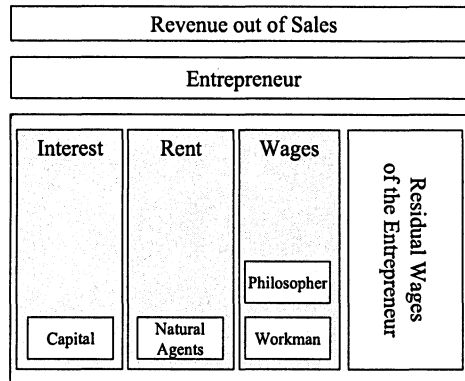 Revenue out of Sales
Entrepreneur
Interest
Rent
Wages
Residual Wages
of the Entrepreneur
Philosopher
Capital
Natural
Agents
Workman